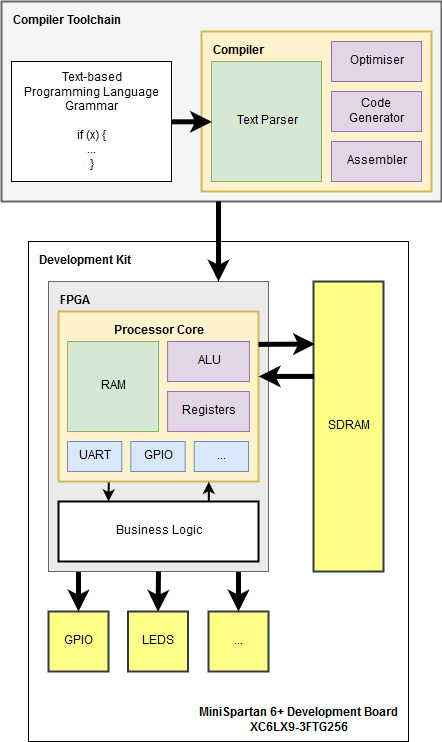 Compiler Toolchain
Text-based
Programming Language
Grammar
if (x) {
...
}
Compiler
Text Parser
Optimiser
Code
Generator
Assembler
Development Kit
FPGA
Processor Core
RAM
ALU
Registers
UART
GPIO
...
Business Logic
SDRAM
GPIO
LEDS
...
MiniSpartan 6+ Development Board
XC6LX9-3FTG256